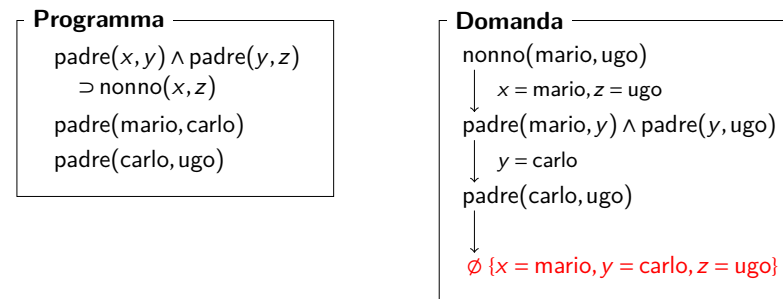 Programma
padre(x,y) ∧ padre(y,z)
⊃ nonno(x,z)
padre(mario,carlo)
padre(carlo,ugo)
Domanda
nonno(mario,ugo)
x = mario, z = ugo
padre(mario,y) ∧ padre(y,ugo)
y = carlo
padre(carlo,ugo)
∅ {x = mario, y = carlo, z = ugo}